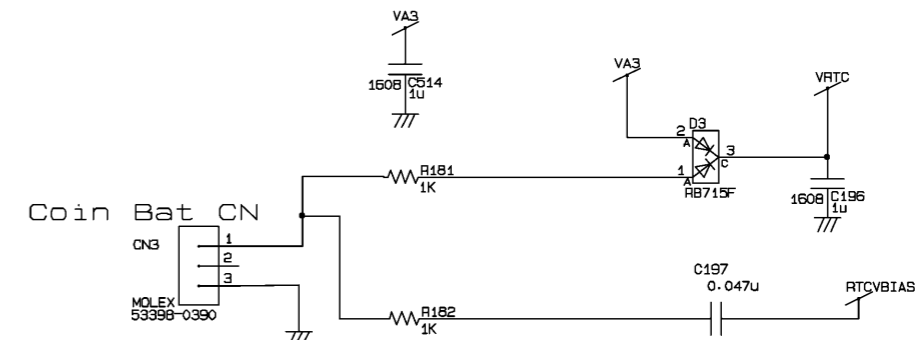 VA3
1608 C514
1u
VA3
VRTC
D3
2
A
3
C
1
A
RB715F
R181
1K
1608 C196
1u
Coin Bat CN
CN3
1
2
3
MOLEX
53398-0390
C197
0.047u
RTCVBIAS
R182
1K